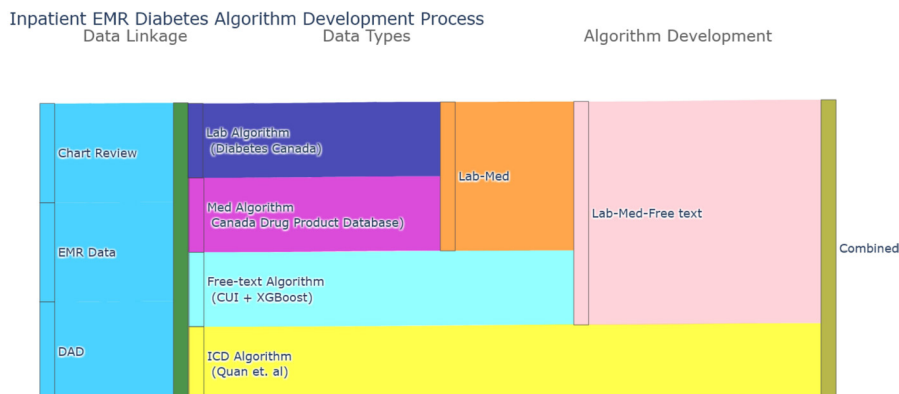 Inpatient EMR Diabetes Algorithm Development Process
Data Linkage
Data Types
Algorithm Development
Chart Review
EMR Data
DAD
Lab Algorithm
(Diabetes Canada)
Med Algorithm
Canada Drug Product Database)
Free-text Algorithm
(CUI + XGBoost)
ICD Algorithm
(Quan et. al)
Lab-Med
Lab-Med-Free text
Combined